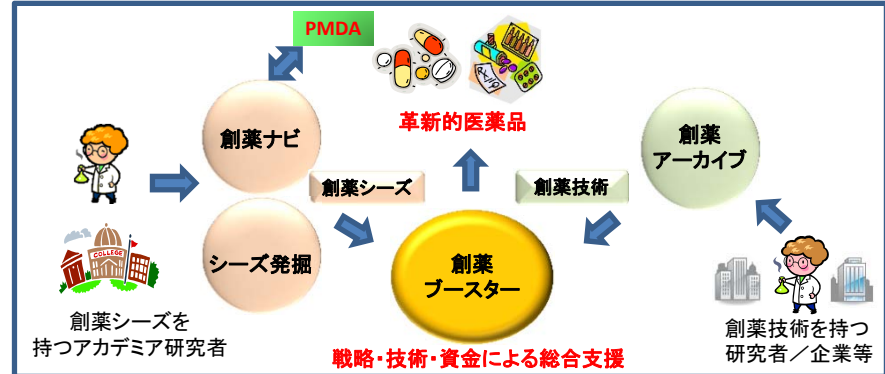 PMDA
革新的医薬品
創薬ナビ
創薬
アーカイブ
創薬シーズ
創薬技術
COLLEGE
シーズ発掘
創薬
ブースター
創薬シーズを
持つアカデミア研究者
創薬技術を持つ
研究者／企業等
戦略・技術・資金による総合支援